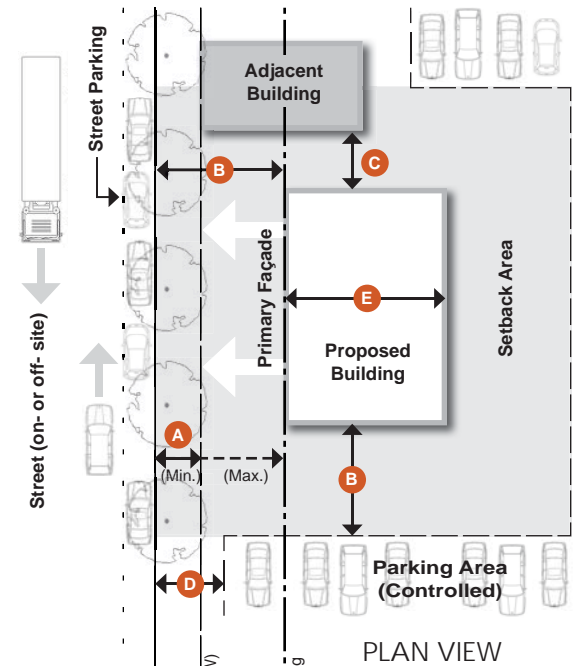 Street Parking
Adjacent
Building
B
C
Primary Façade
E
Setback Area
Proposed
Building
Street (on- or off- site)
A
(Min.)
(Max.)
B
D
Parking Area
(Controlled)
PLAN VIEW